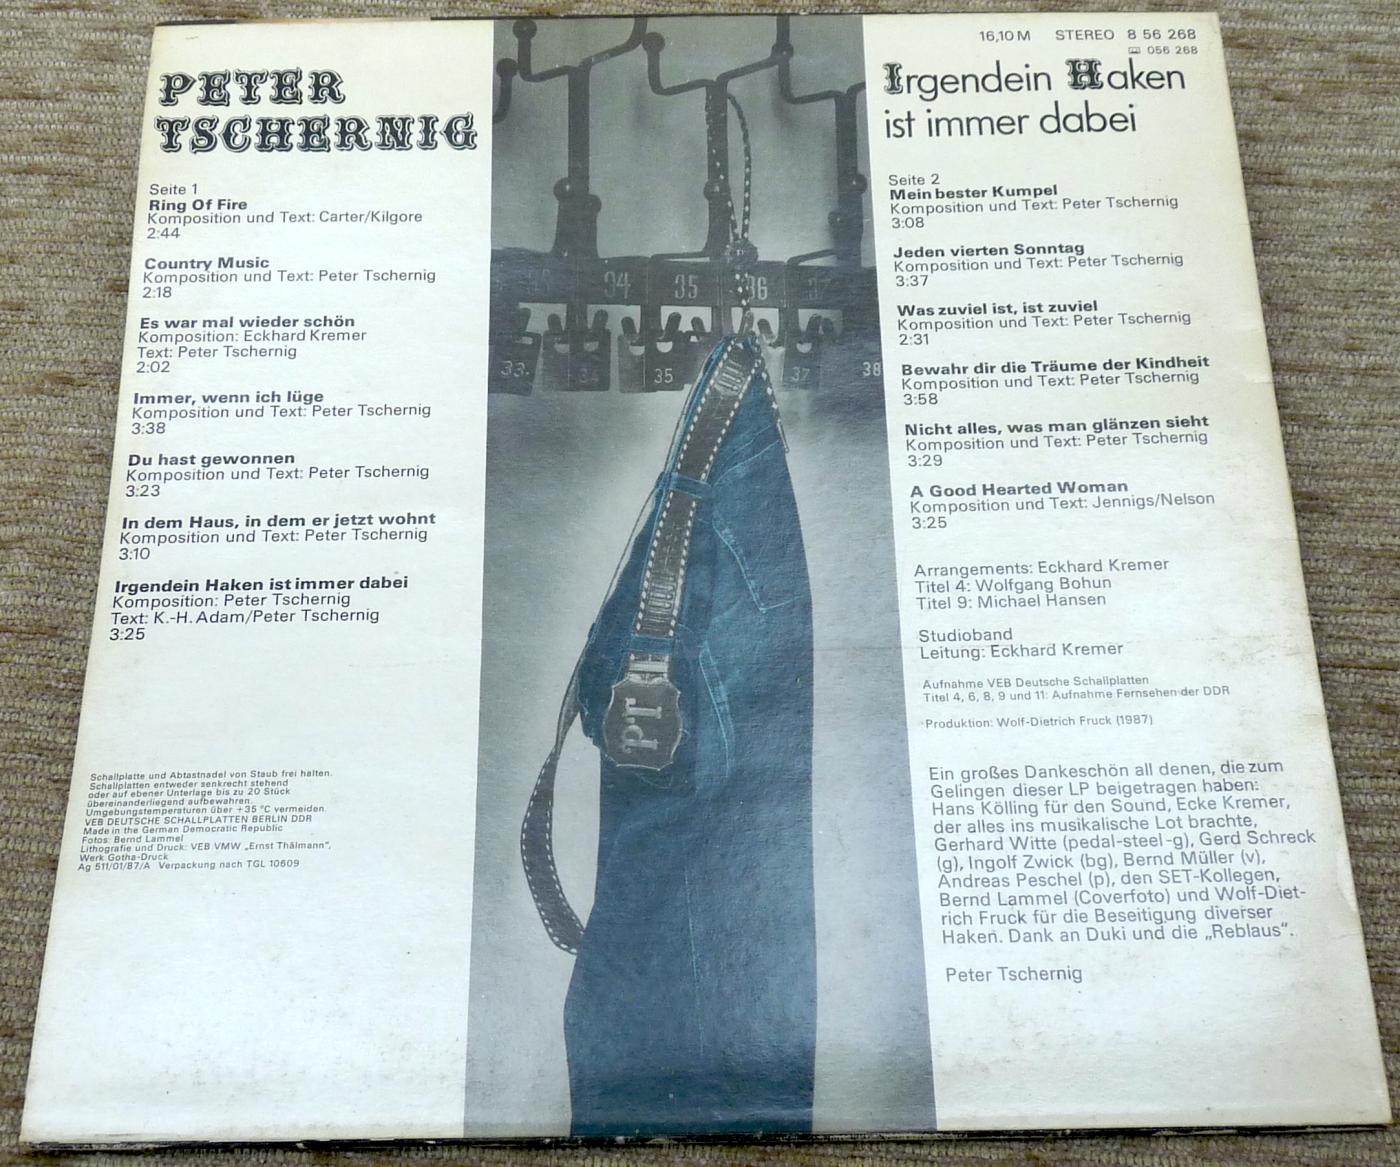 PETER
TSCHERNIG
Seite 1
Ring Of Fire
Komposition und Text: Carter/Kilgore
2:44
Country Music
Komposition und Text: Peter Tschernig
2:18
Es war mal wieder schön
Komposition: Eckhard Kremer
Text: Peter Tschernig
2:02
Immer, wenn ich lüge
Komposition und Text: Peter Tschernig
3:38
Du hast gewonnen
Komposition und Text: Peter Tschernig
3:23
In dem Haus, in dem er jetzt wohnt
Komposition und Text: Peter Tschernig
3:10
Irgendein Haken ist immer dabei
Komposition: Peter Tschernig
Text: K.-H. Adam/Peter Tschernig
3:25
Schallplatte und Abtastnadel von Staub frei halten.
Schallplatten entweder senkrecht stehend
oder auf ebener Unterlage bis zu 20 Stück
übereinanderliegend aufbewahren.
Umgebungstemperaturen über +35 °C vermeiden.
VEB DEUTSCHE SCHALLPLATTEN BERLIN DDR
Made in the German Democratic Republic
Fotos: Bernd Lammel
Lithografie und Druck: VEB VMW „Ernst Thälmann“,
Werk Gotha-Druck
Ag 511/01/87/A Verpackung nach TGL 10609
34 35 36 37
33. 34 35 37 38
PT
16,10 M STEREO 8 56 268
056 268
Irgendein Haken
ist immer dabei
Seite 2
Mein bester Kumpel
Komposition und Text: Peter Tschernig
3:08
Jeden vierten Sonntag
Komposition und Text: Peter Tschernig
3:37
Was zuviel ist, ist zuviel
Komposition und Text: Peter Tschernig
2:31
Bewahr dir die Träume der Kindheit
Komposition und Text: Peter Tschernig
3:58
Nicht alles, was man glänzen sieht
Komposition und Text: Peter Tschernig
3:29
A Good Hearted Woman
Komposition und Text: Jennigs/Nelson
3:25
Arrangements: Eckhard Kremer
Titel 4: Wolfgang Bohun
Titel 9: Michael Hansen
Studioband
Leitung: Eckhard Kremer
Aufnahme VEB Deutsche Schallplatten
Titel 4, 6, 8, 9 und 11: Aufnahme Fernsehen der DDR
Produktion: Wolf-Dietrich Fruck (1987)
Ein großes Dankeschön all denen, die zum
Gelingen dieser LP beigetragen haben:
Hans Kölling für den Sound, Ecke Kremer,
der alles ins musikalische Lot brachte,
Gerhard Witte (pedal-steel-g), Gerd Schreck
(g), Ingolf Zwick (bg), Bernd Müller (v),
Andreas Peschel (p), den SET-Kollegen,
Bernd Lammel (Coverfoto) und Wolf-Diet-
rich Fruck für die Beseitigung diverser
Haken. Dank an Duki und die „Reblaus“.
Peter Tschernig